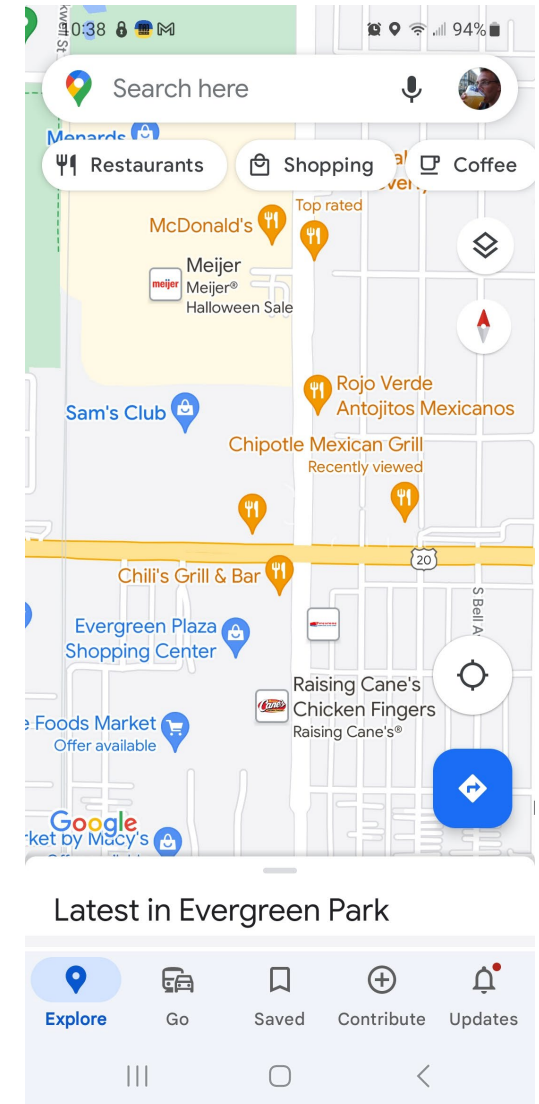 10:38
94%
Search here
Menards
Restaurants
Shopping
Coffee
Top rated
McDonald's
meijer
Meijer
Meijer®
Halloween Sale
Rojo Verde
Antojitos Mexicanos
Sam's Club
Chipotle Mexican Grill
Recently viewed
20
Chili's Grill & Bar
S Bell A
Evergreen Plaza
Shopping Center
Raising Cane's
Chicken Fingers
Raising Cane's®
Cane's
Foods Market
Offer available
Google
ket by Macy's
Latest in Evergreen Park
Explore
Go
Saved
Contribute
Updates